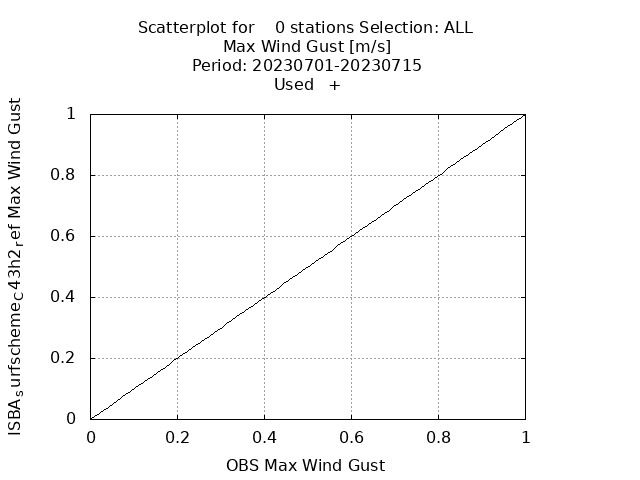 Scatterplot for    0 stations Selection: ALL
Max Wind Gust [m/s]
Period: 20230701-20230715
Used   +
ISBAsurfschemeC43h2ref Max Wind Gust
1
0.8
0.6
0.4
0.2
0
0 0.2 0.4 0.6 0.8 1
OBS Max Wind Gust